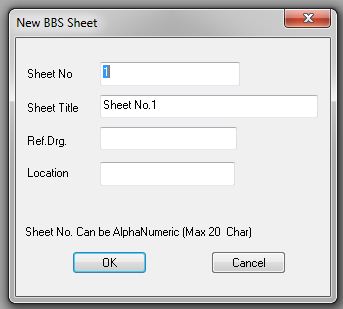 New BBS Sheet
Sheet No 1
Sheet Title Sheet No.1
Ref.Drg.
Location
Sheet No. Can be AlphaNumeric (Max 20 Char)
OK Cancel